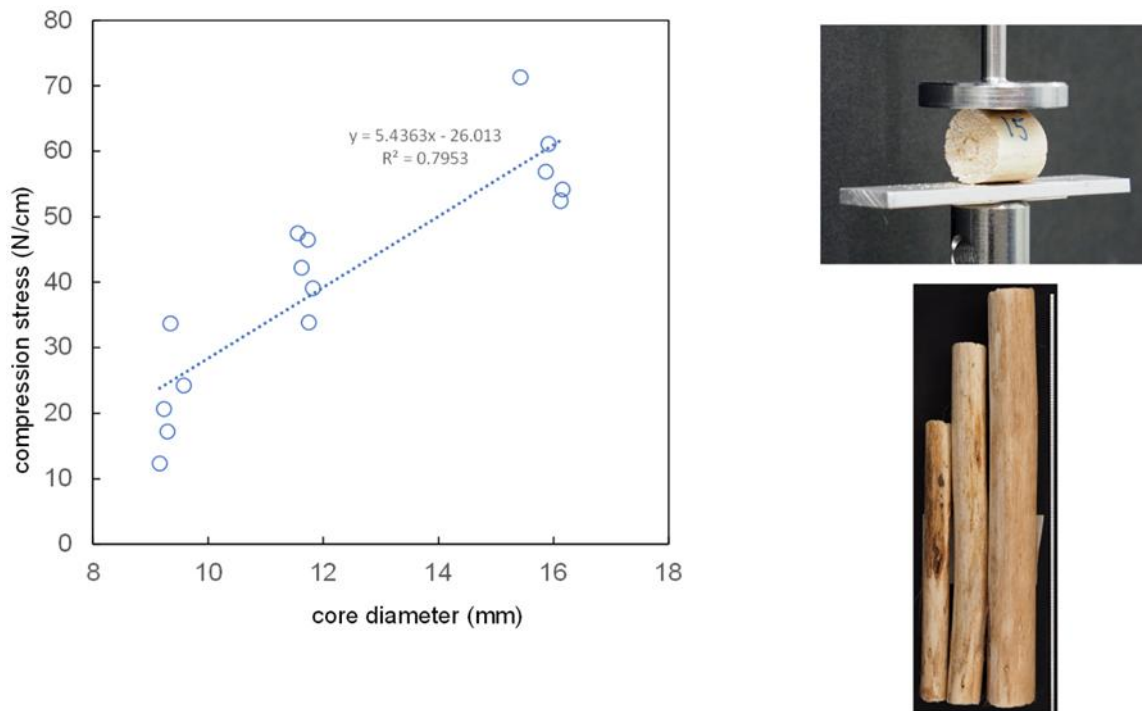 80
70
60
50
40
30
20
10
0
compression stress (N/cm)
y = 5.4363x - 26.013
R² = 0.7953
8 10 12 14 16 18
core diameter (mm)
15